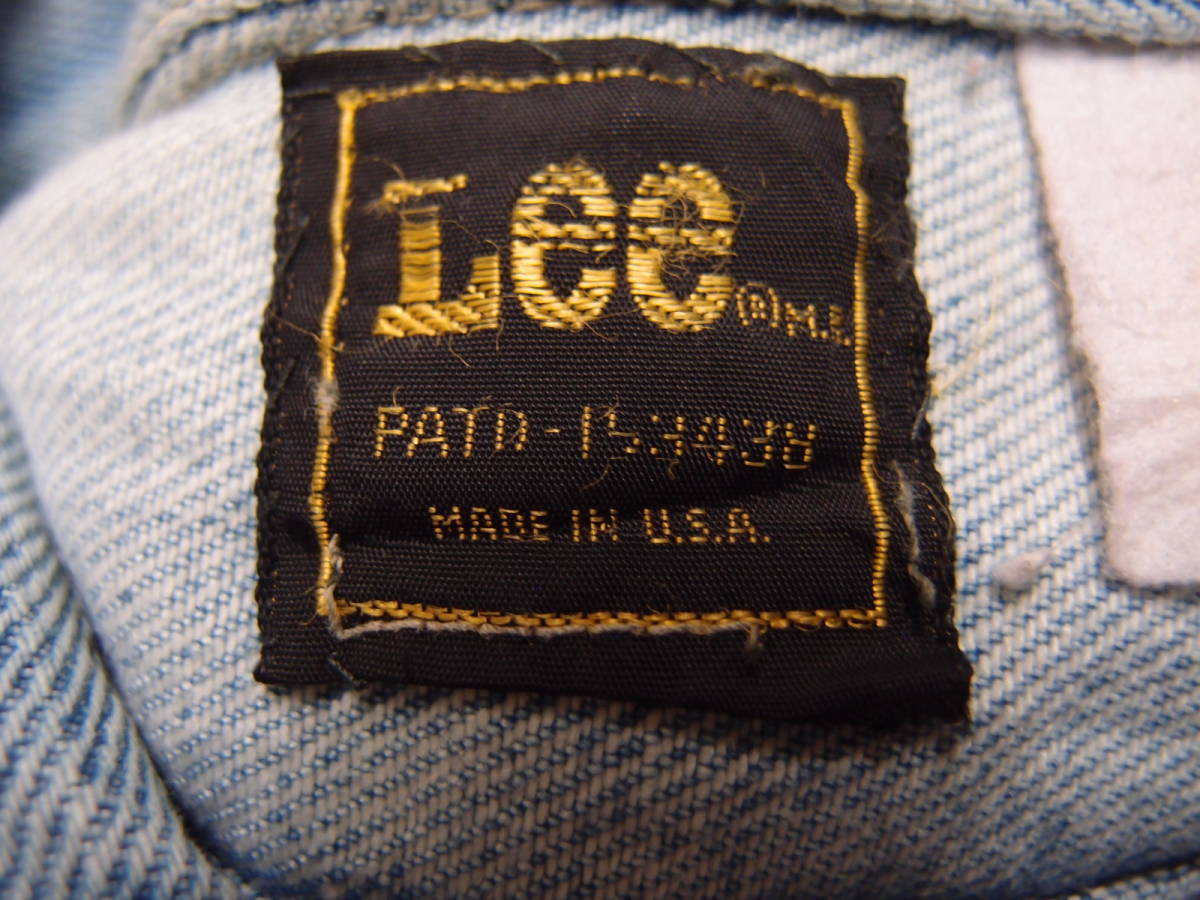 Lee ® M.R.
PATD-153438
MADE IN U.S.A.